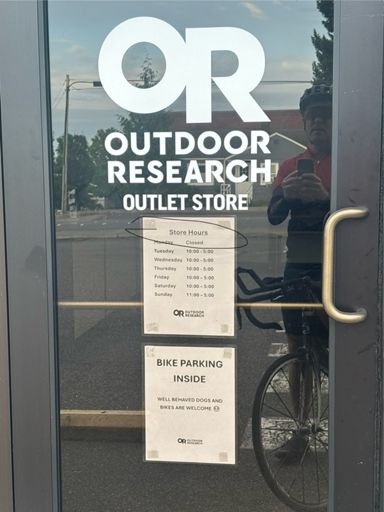 OR
OUTDOOR
RESEARCH
OUTLET STORE
Store Hours
Monday Closed
Tuesday 10:00 - 5:00
Wednesday 10:00 - 5:00
Thursday 10:00 - 5:00
Friday 10:00 - 5:00
Saturday 10:00 - 5:00
Sunday 11:00 - 5:00
OR OUTDOOR
RESEARCH
BIKE PARKING
INSIDE
WELL BEHAVED DOGS AND
BIKES ARE WELCOME ☺
OR OUTDOOR
RESEARCH